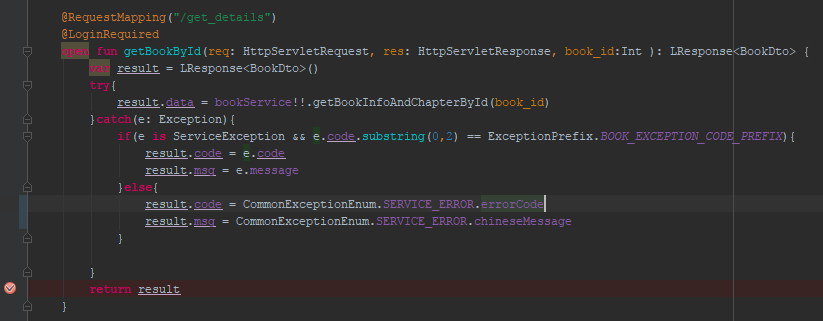 @RequestMapping("/get_details")
@LoginRequired
open fun getBookById(req: HttpServletRequest, res: HttpServletResponse, book_id:Int ): LResponse<BookDto> {
var result = LResponse<BookDto>()
try{
result.data = bookService!!.getBookInfoAndChapterById(book_id)
}catch(e: Exception){
if(e is ServiceException && e.code.substring(0,2) == ExceptionPrefix.BOOK_EXCEPTION_CODE_PREFIX){
result.code = e.code
result.msg = e.message
}else{
result.code = CommonExceptionEnum.SERVICE_ERROR.errorCode
result.msg = CommonExceptionEnum.SERVICE_ERROR.chineseMessage
}
}
return result
}